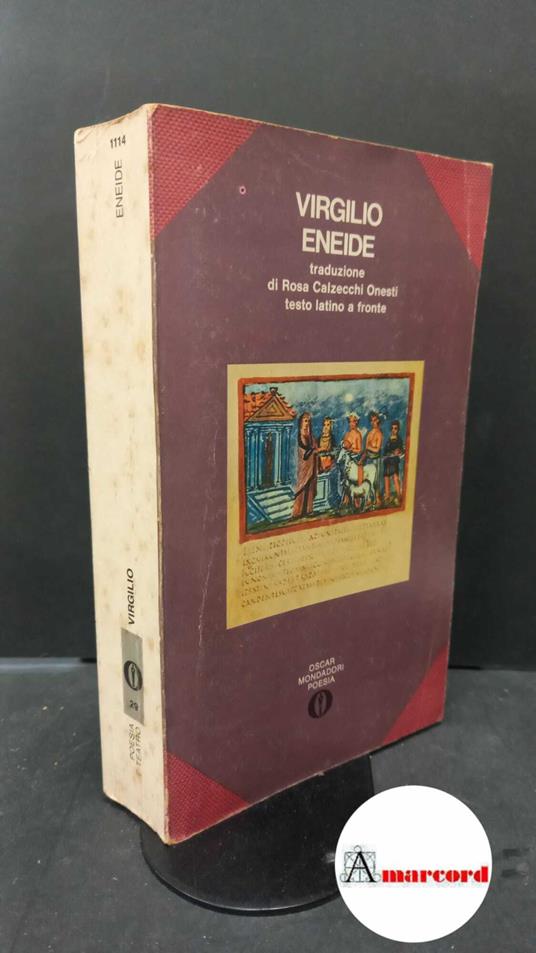 1114
ENEIDE
VIRGILIO
29
POESIA
TEATRO
VIRGILIO
ENEIDE
traduzione
di Rosa Calzecchi Onesti
testo latino a fronte
OSCAR
MONDADORI
POESIA
Amarcord